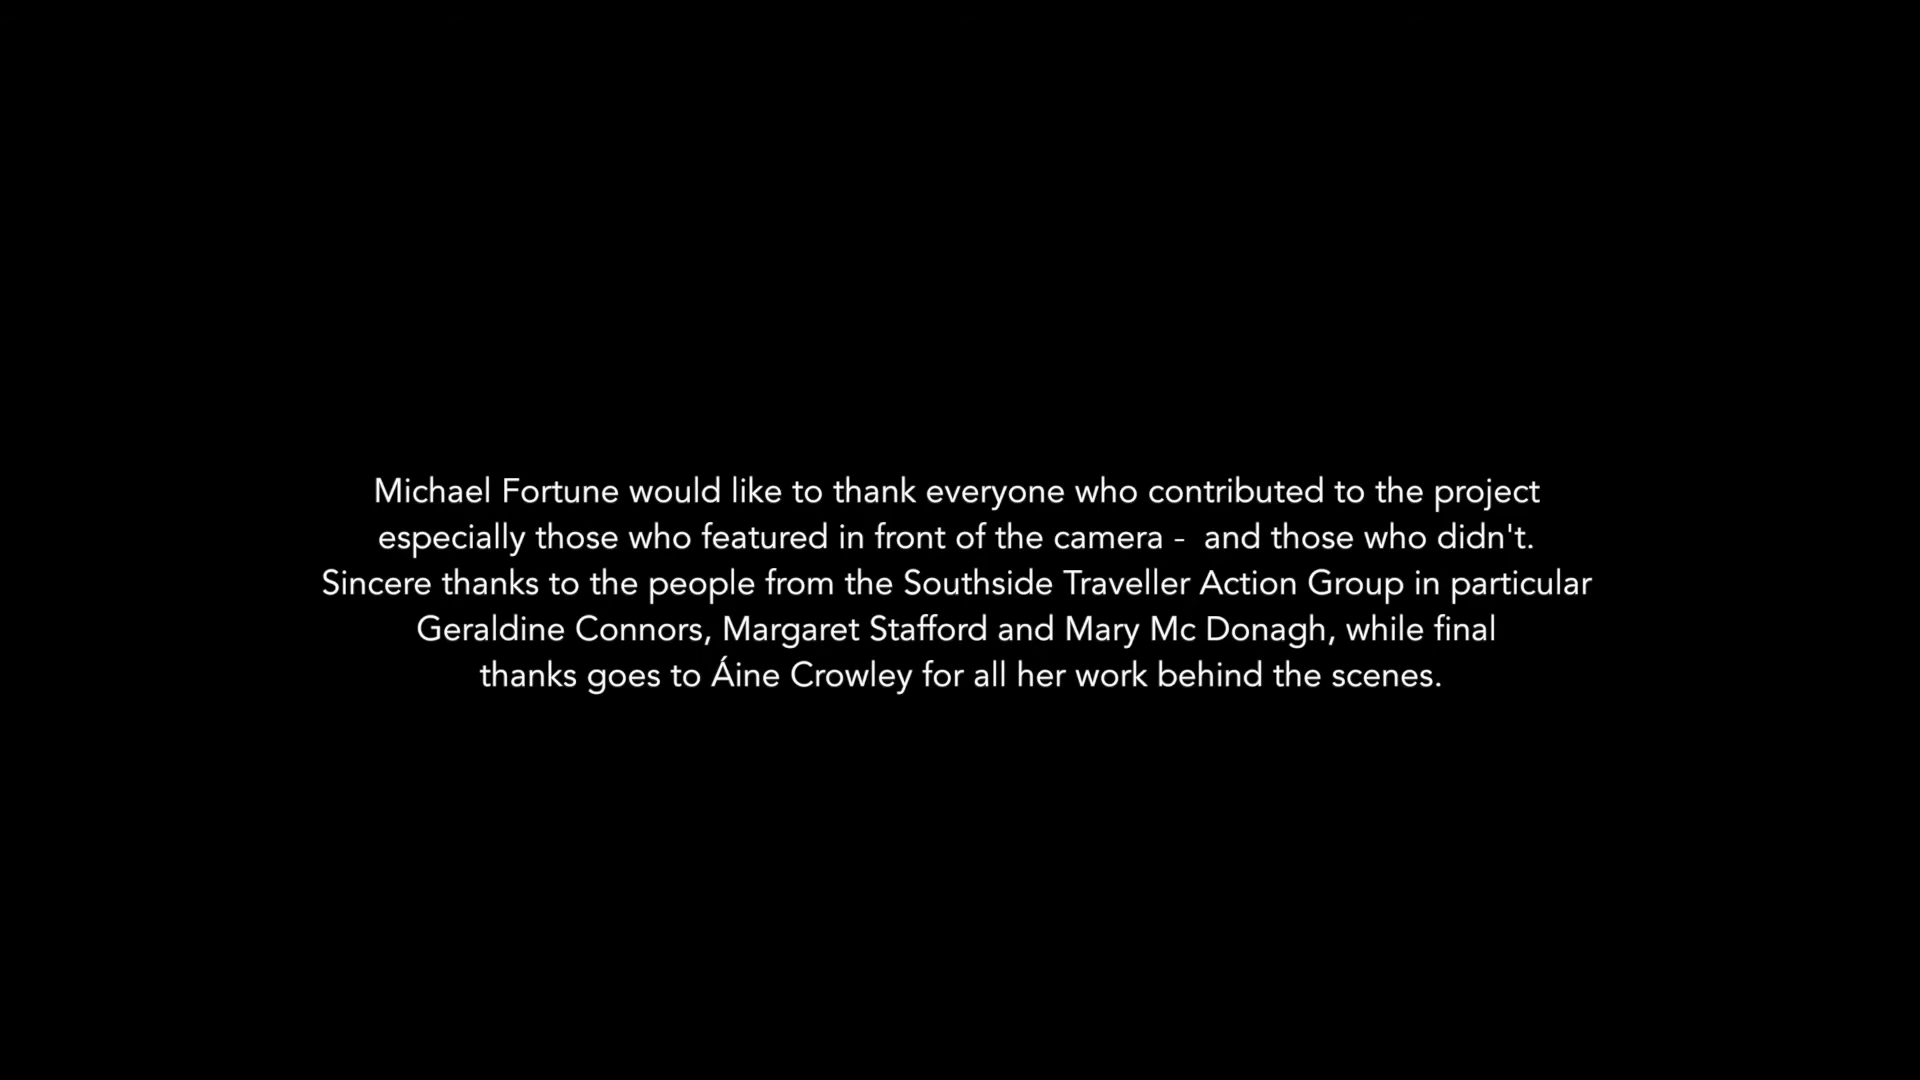 Michael Fortune would like to thank everyone who contributed to the project
especially those who featured in front of the camera -  and those who didn't.
Sincere thanks to the people from the Southside Traveller Action Group in particular
Geraldine Connors, Margaret Stafford and Mary Mc Donagh, while final
thanks goes to Áine Crowley for all her work behind the scenes.